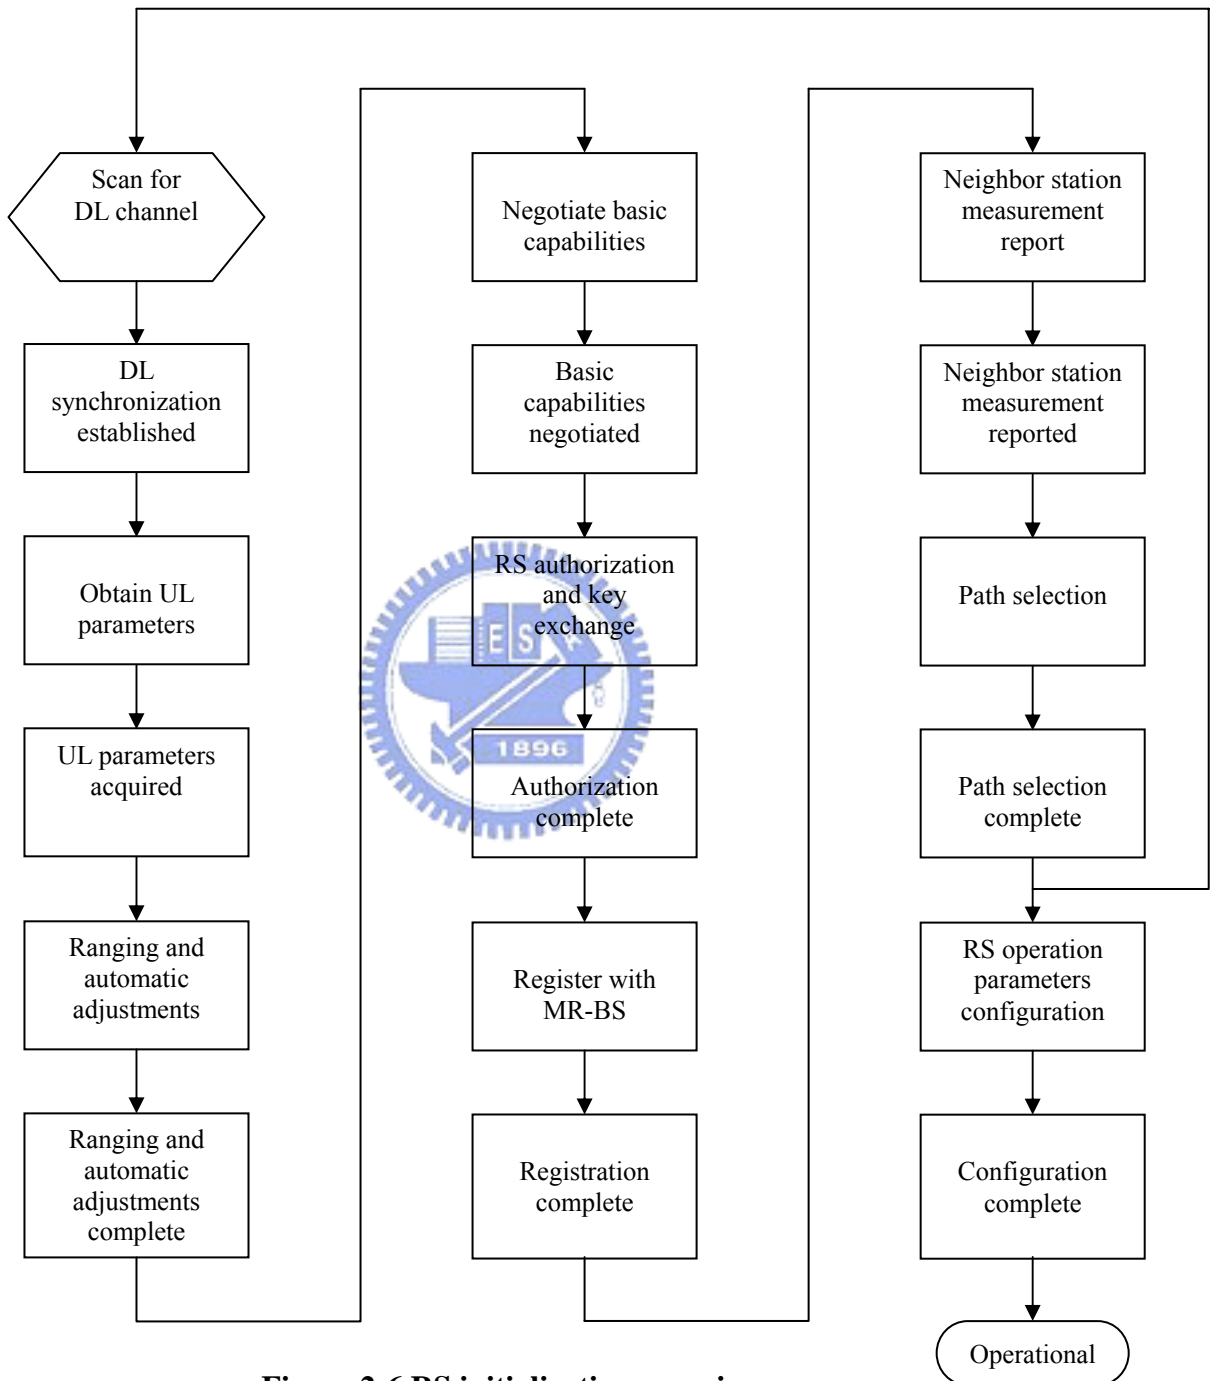 Scan for
DL channel
DL
synchronization
established
Obtain UL
parameters
UL parameters
acquired
Ranging and
automatic
adjustments
Ranging and
automatic
adjustments
complete
Negotiate basic
capabilities
Basic
capabilities
negotiated
RS authorization
and key
exchange
E S
1896
Authorization
complete
Register with
MR-BS
Registration
complete
Neighbor station
measurement
report
Neighbor station
measurement
reported
Path selection
Path selection
complete
RS operation
parameters
configuration
Configuration
complete
Operational